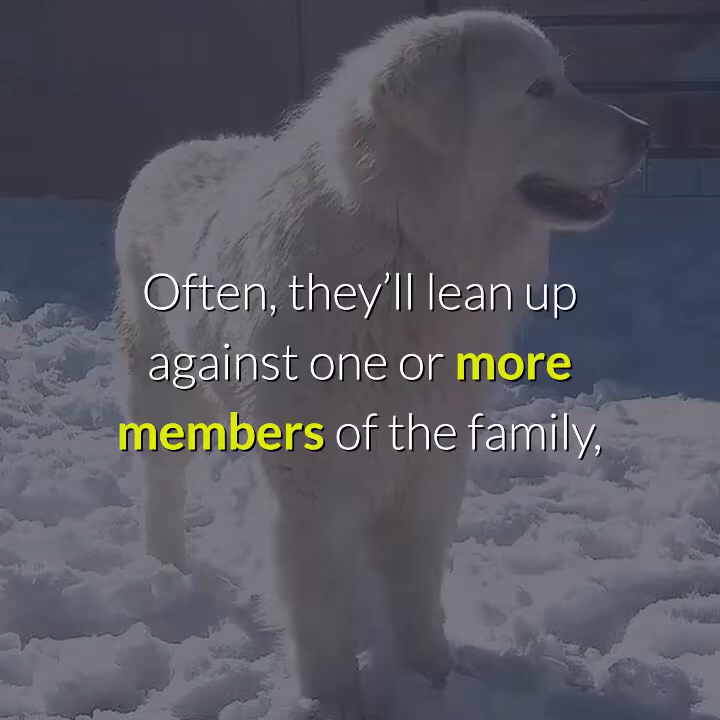 Often, they’ll lean up
against one or more
members of the family,